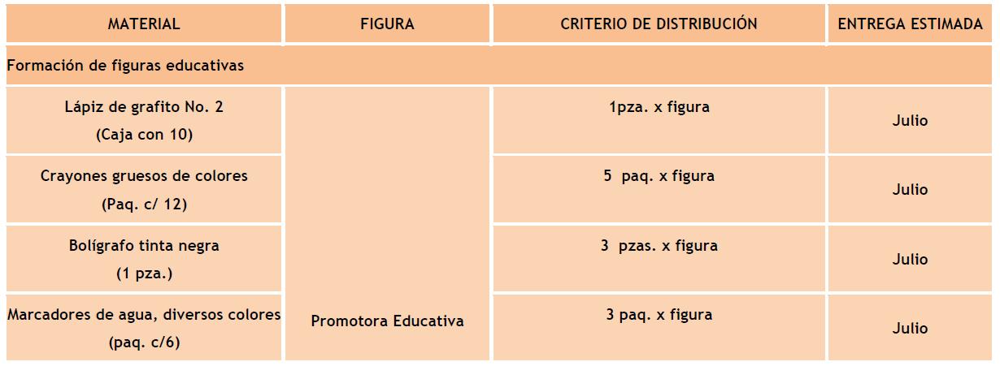 MATERIAL FIGURA CRITERIO DE DISTRIBUCIÓN ENTREGA ESTIMADA
Formación de figuras educativas
Lápiz de grafito No. 2
(Caja con 10)
1pza. x figura
Julio
Crayones gruesos de colores
(Paq. c/ 12)
5 paq. x figura
Julio
Bolígrafo tinta negra
(1 pza.)
3 pzas. x figura
Julio
Marcadores de agua, diversos colores
(paq. c/6)
Promotora Educativa
3 paq. x figura
Julio